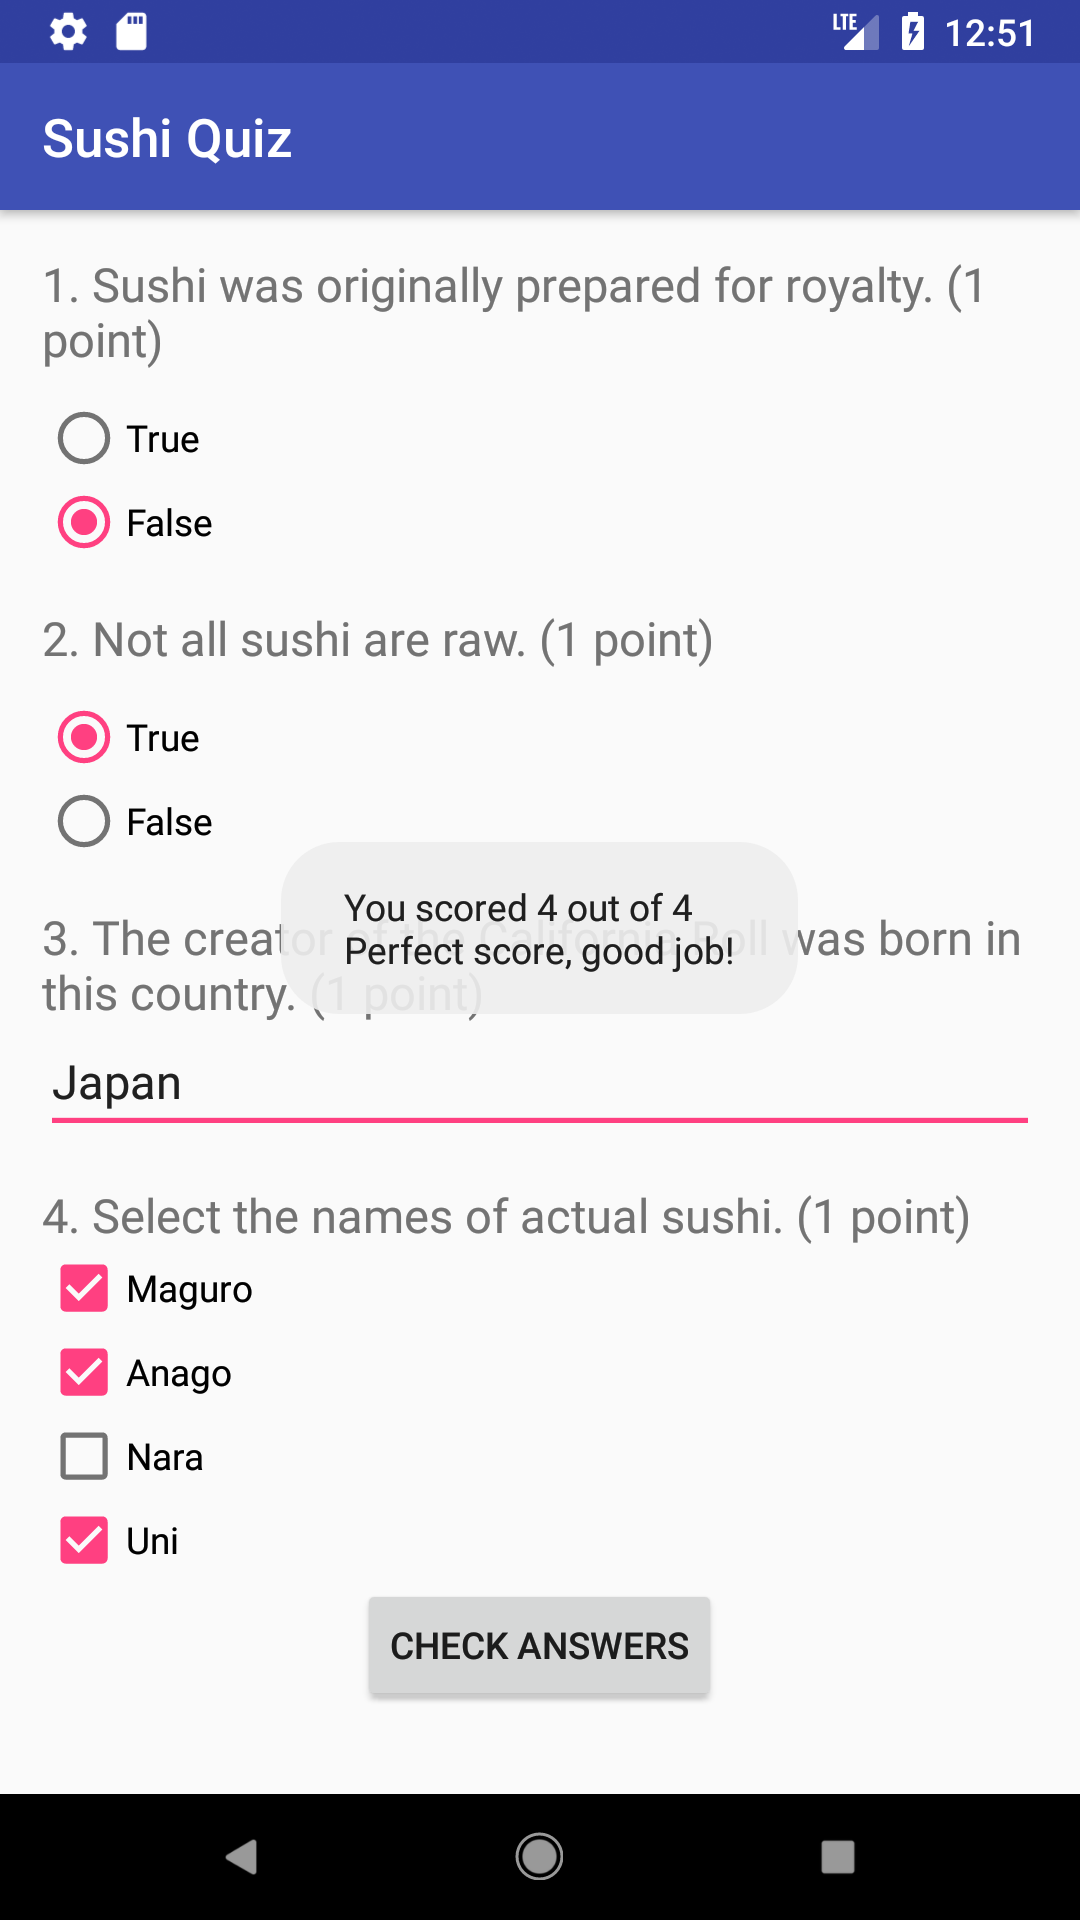 LTE 12:51
Sushi Quiz
1. Sushi was originally prepared for royalty. (1
point)
True
False
2. Not all sushi are raw. (1 point)
True
False
You scored 4 out of 4
Perfect score, good job!
3. The creator of the California Roll was born in
this country. (1 point)
Japan
4. Select the names of actual sushi. (1 point)
Maguro
Anago
Nara
Uni
CHECK ANSWERS